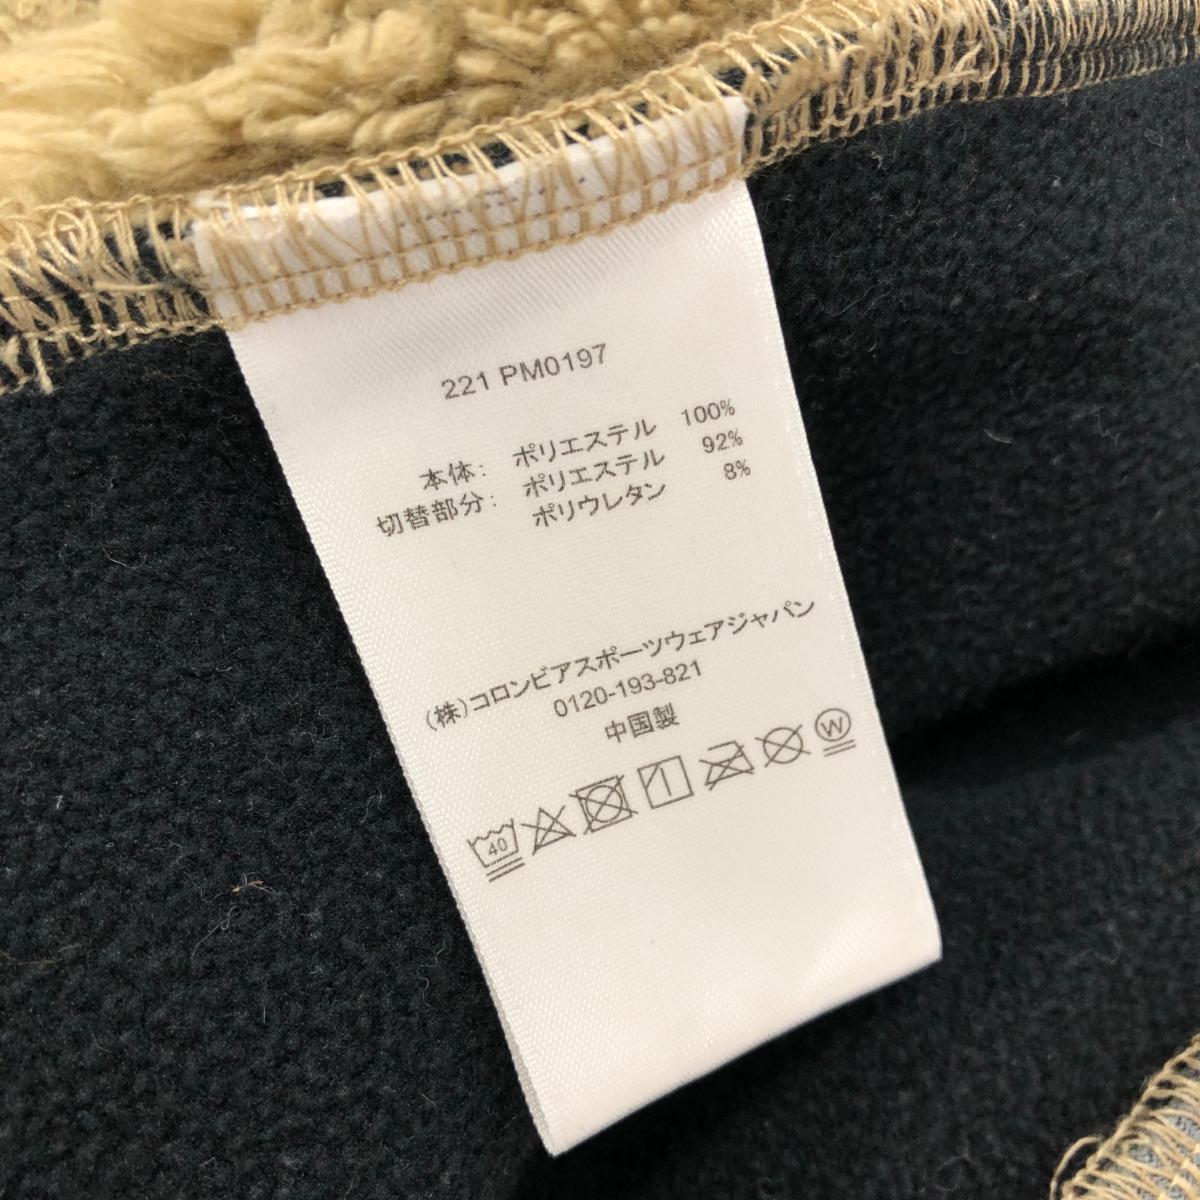 221 PM0197
本体: ポリエステル 100%
切替部分: ポリエステル 92%
ポリウレタン 8%
(株)コロンビアスポーツウェアジャパン
0120-193-821
中国製
40 W